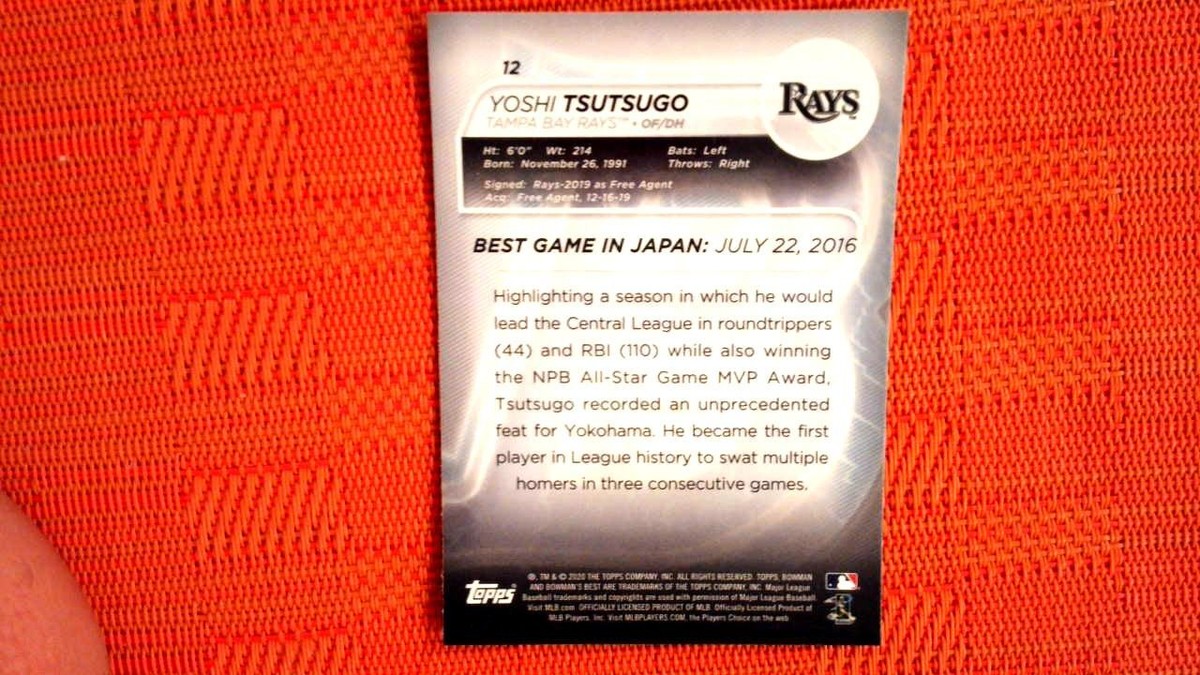 12
YOSHI TSUTSUGO
TAMPA BAY RAYS™ • OF/DH
RAYS
Ht: 6'0" Wt: 214 Bats: Left
Born: November 26, 1991 Throws: Right
Signed: Rays-2019 as Free Agent
Acq: Free Agent, 12-16-19
BEST GAME IN JAPAN: JULY 22, 2016
Highlighting a season in which he would
lead the Central League in roundtrippers
(44) and RBI (110) while also winning
the NPB All-Star Game MVP Award,
Tsutsugo recorded an unprecedented
feat for Yokohama. He became the first
player in League history to swat multiple
homers in three consecutive games.
Topps®
®, TM & © 2020 THE TOPPS COMPANY, INC. ALL RIGHTS RESERVED. TOPPS, BOWMAN
AND BOWMAN'S BEST ARE TRADEMARKS OF THE TOPPS COMPANY, INC. Major League
Baseball trademarks and copyrights are used with permission of Major League Baseball.
Visit MLB.com OFFICIALLY LICENSED PRODUCT OF MLB Officially Licensed Product of
MLB Players, Inc. Visit MLBPLAYERS.COM, the Players Choice on the web